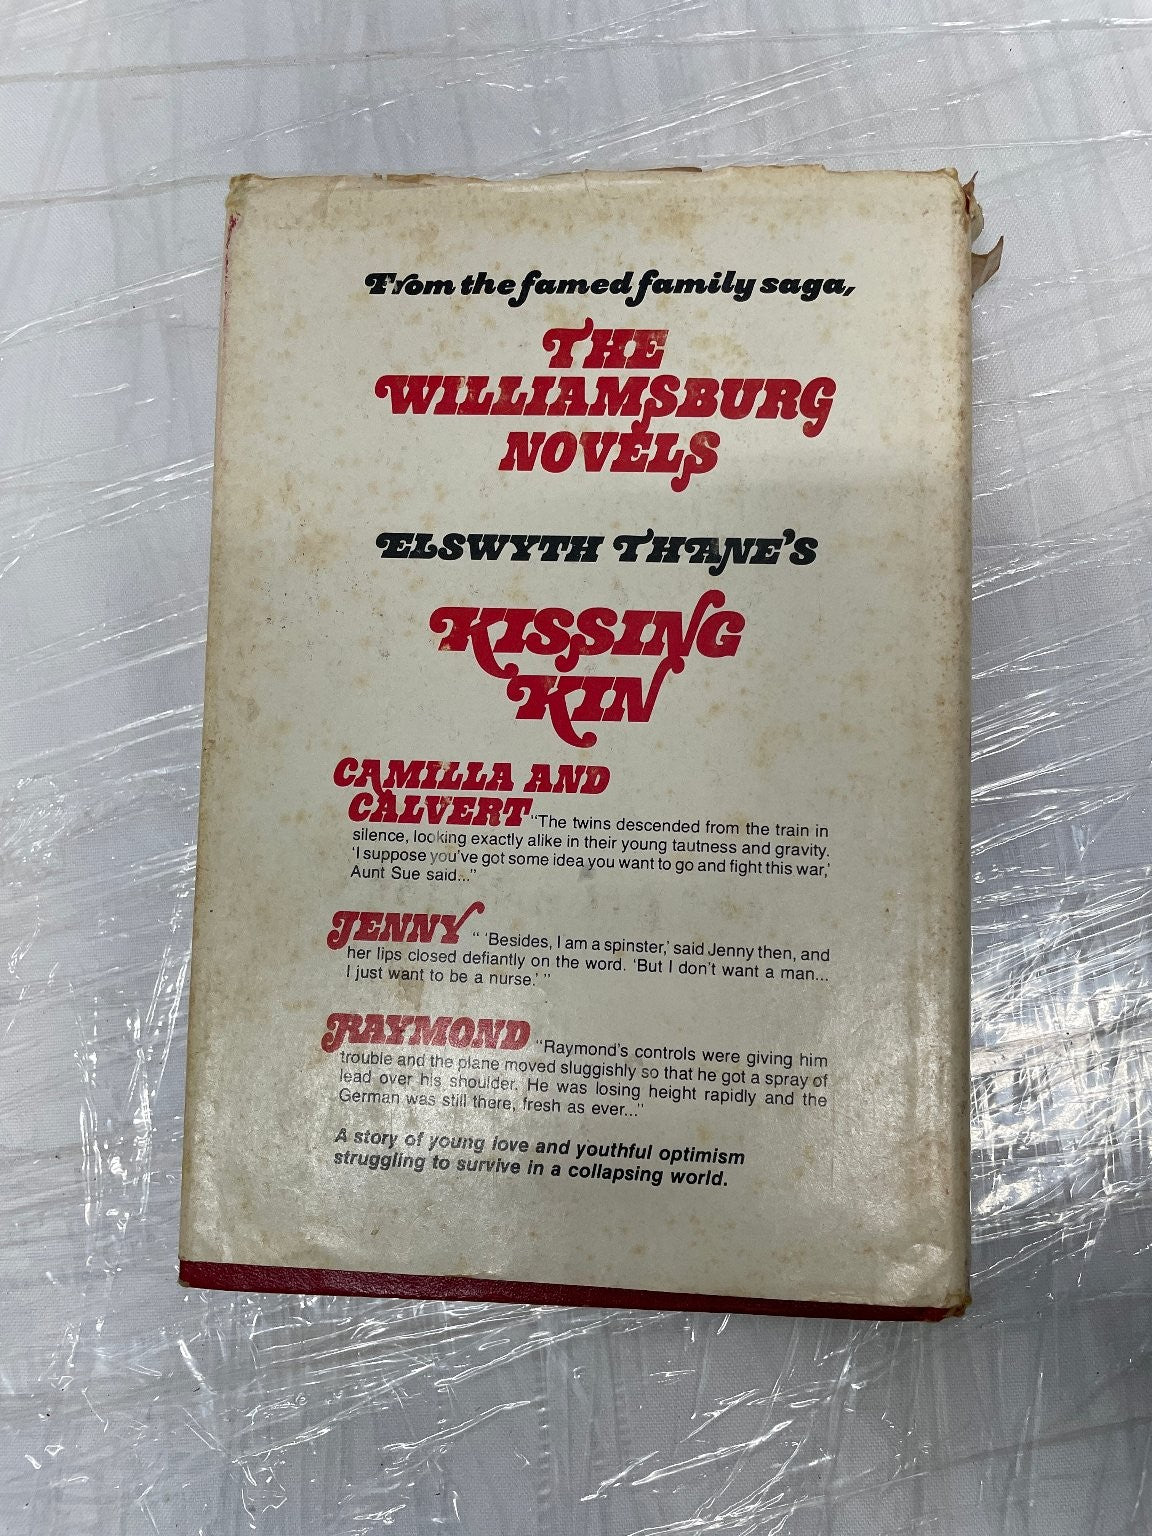 From the famed family saga,
THE
WILLIAMSBURG
NOVELS
ELSWYTH THANE'S
KISSING
KIN
CAMILLA AND
CALVERT "The twins descended from the train in
silence, looking exactly alike in their young tautness and gravity.
'I suppose you've got some idea you want to go and fight this war,'
Aunt Sue said..."
JENNY " 'Besides, I am a spinster,' said Jenny then, and
her lips closed defiantly on the word. 'But I don't want a man...
I just want to be a nurse.' "
RAYMOND "Raymond's controls were giving him
trouble and the plane moved sluggishly so that he got a spray of
lead over his shoulder. He was losing height rapidly and the
German was still there, fresh as ever..."
A story of young love and youthful optimism
struggling to survive in a collapsing world.